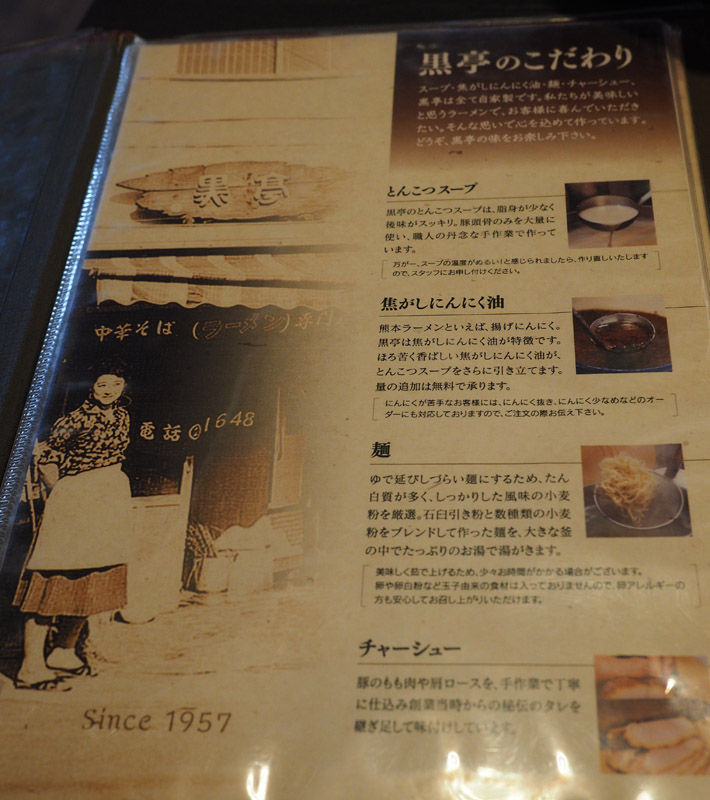 黒亭のこだわり
スープ・焦がしにんにく油・麺・チャーシュー、
黒亭は全て自家製です。私たちが美味しい
と思うラーメンで、お客様に喜んでいただき
たい。そんな思いで心を込めて作っています。
どうぞ、黒亭の味をお楽しみ下さい。
とんこつスープ
黒亭のとんこつスープは、脂身が少なく
後味がスッキリ。豚頭骨のみを大量に
使い、職人の丹念な手作業で作って
います。
万が一、スープの温度がぬるい!と感じられましたら、作り直しいたします
ので、スタッフにお申し付けください。
焦がしにんにく油
熊本ラーメンといえば、揚げにんにく。
黒亭は焦がしにんにく油が特徴です。
ほろ苦く香ばしい焦がしにんにく油が、
とんこつスープをさらに引き立てます。
量の追加は無料で承ります。
にんにくが苦手なお客様には、にんにく抜き、にんにく少なめなどのオー
ダーにも対応しておりますので、ご注文の際お伝え下さい。
麺
ゆで延びしづらい麺にするため、たん
白質が多く、しっかりした風味の小麦
粉を厳選。石臼引き粉と数種類の小麦
粉をブレンドして作った麺を、大きな釜
の中でたっぷりのお湯で湯がきます。
美味しく茹で上げるため、少々お時間がかかる場合がございます。
卵や卵白粉など玉子由来の食材は入っておりませんので、卵アレルギーの
方も安心してお召し上がりいただけます。
チャーシュー
豚のもも肉や肩ロースを、手作業で丁寧
に仕込み創業当時からの秘伝のタレを
継ぎ足して味付けしています。
黒亭
中華そば (ラーメン) 専門
電話②1648
Since 1957